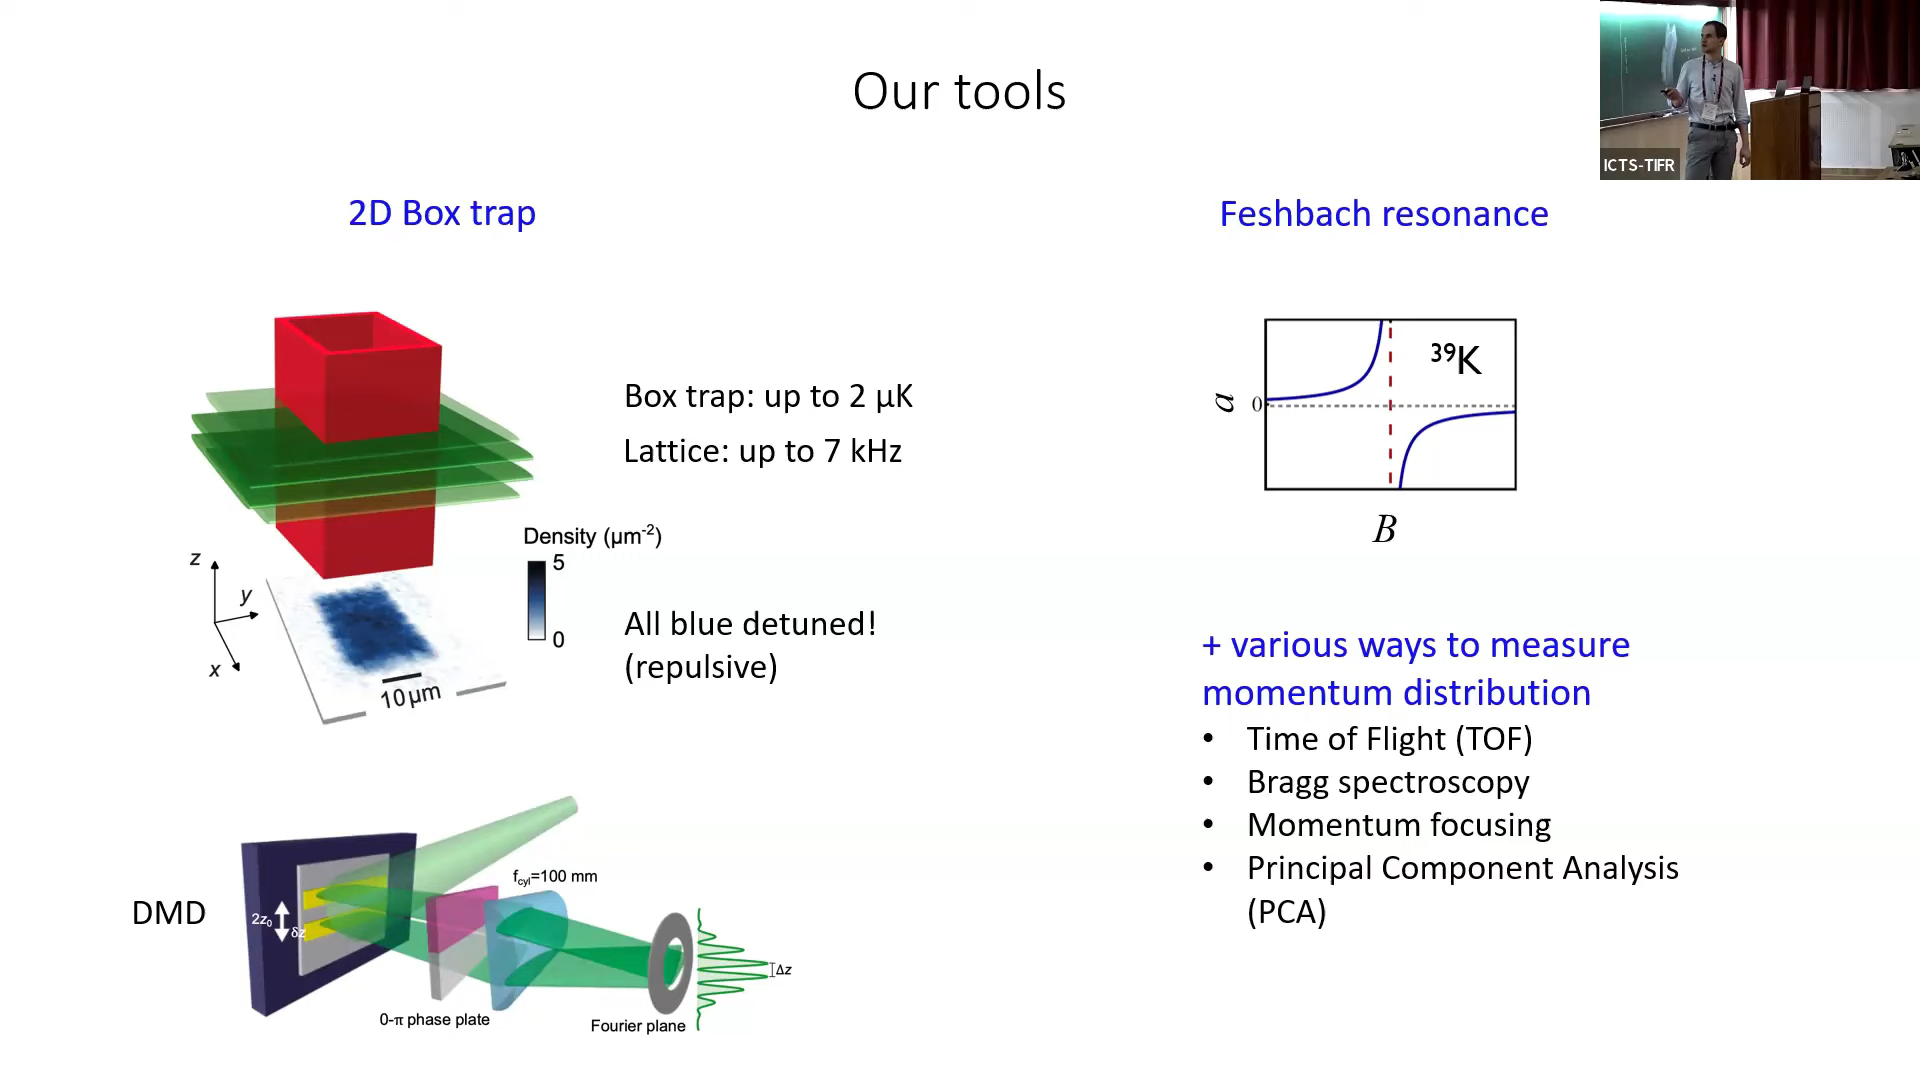 Our tools
ICTS-TIFR
2D Box trap
Box trap: up to 2 µK
Lattice: up to 7 kHz
Density (µm-2)
5
0
z
y
x
10 µm
All blue detuned!
(repulsive)
DMD
2z0
δz
fcyl=100 mm
0-π phase plate
Fourier plane
Δz
Feshbach resonance
39K
a
0
B
+ various ways to measure
momentum distribution
• Time of Flight (TOF)
• Bragg spectroscopy
• Momentum focusing
• Principal Component Analysis
(PCA)